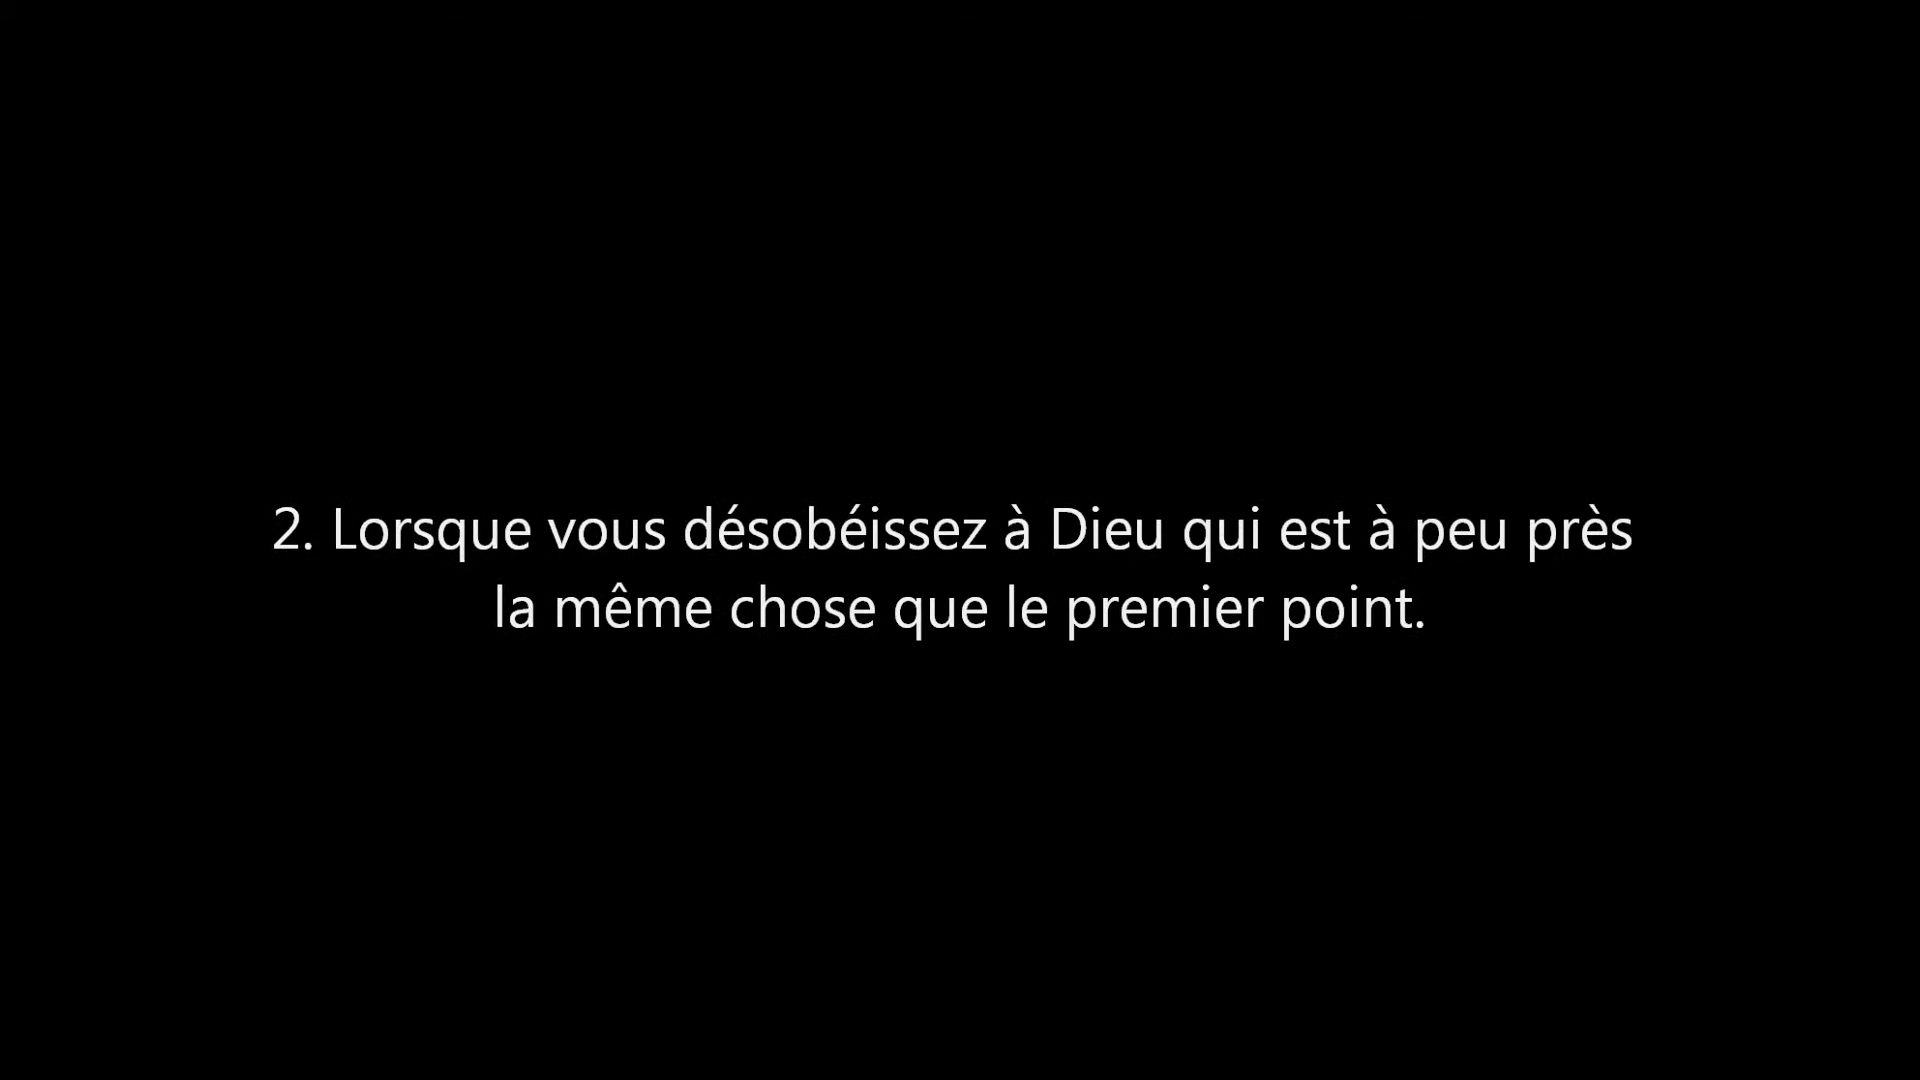 2. Lorsque vous désobéissez à Dieu qui est à peu près
la même chose que le premier point.